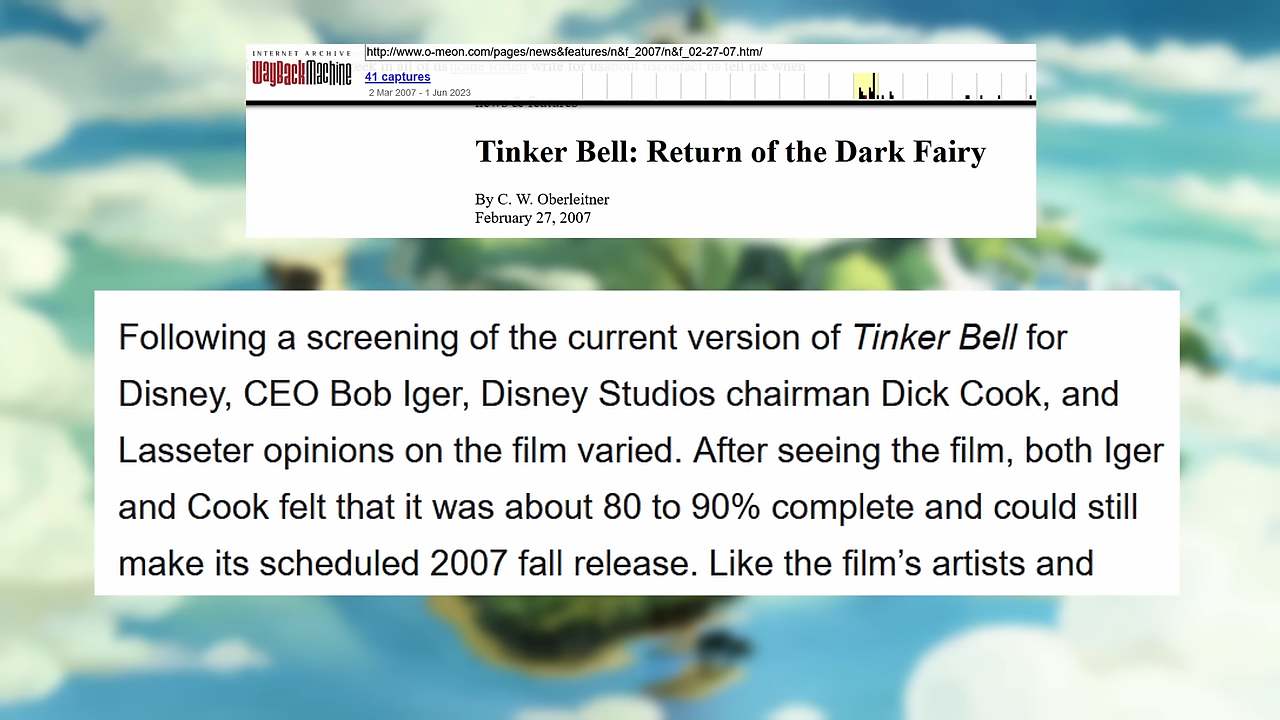 INTERNET ARCHIVE
WayBackMachine
http://www.o-meon.com/pages/news&features/n&f_2007/n&f_02-27-07.htm/
41 captures
2 Mar 2007 - 1 Jun 2023
news & features
Tinker Bell: Return of the Dark Fairy
By C. W. Oberleitner
February 27, 2007
Following a screening of the current version of Tinker Bell for
Disney, CEO Bob Iger, Disney Studios chairman Dick Cook, and
Lasseter opinions on the film varied. After seeing the film, both Iger
and Cook felt that it was about 80 to 90% complete and could still
make its scheduled 2007 fall release. Like the film’s artists and